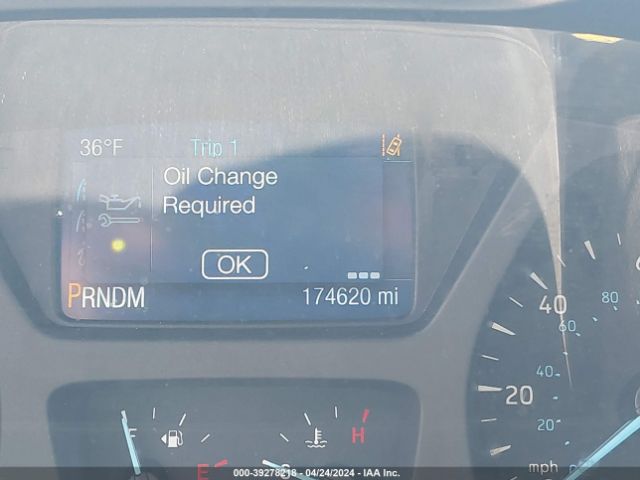 36°F Trip 1
Oil Change
Required
OK
PRNDM 174620 mi
40 80
60
40
20
20
mph
F H
E
000-39278218 - 04/24/2024 - IAA Inc.